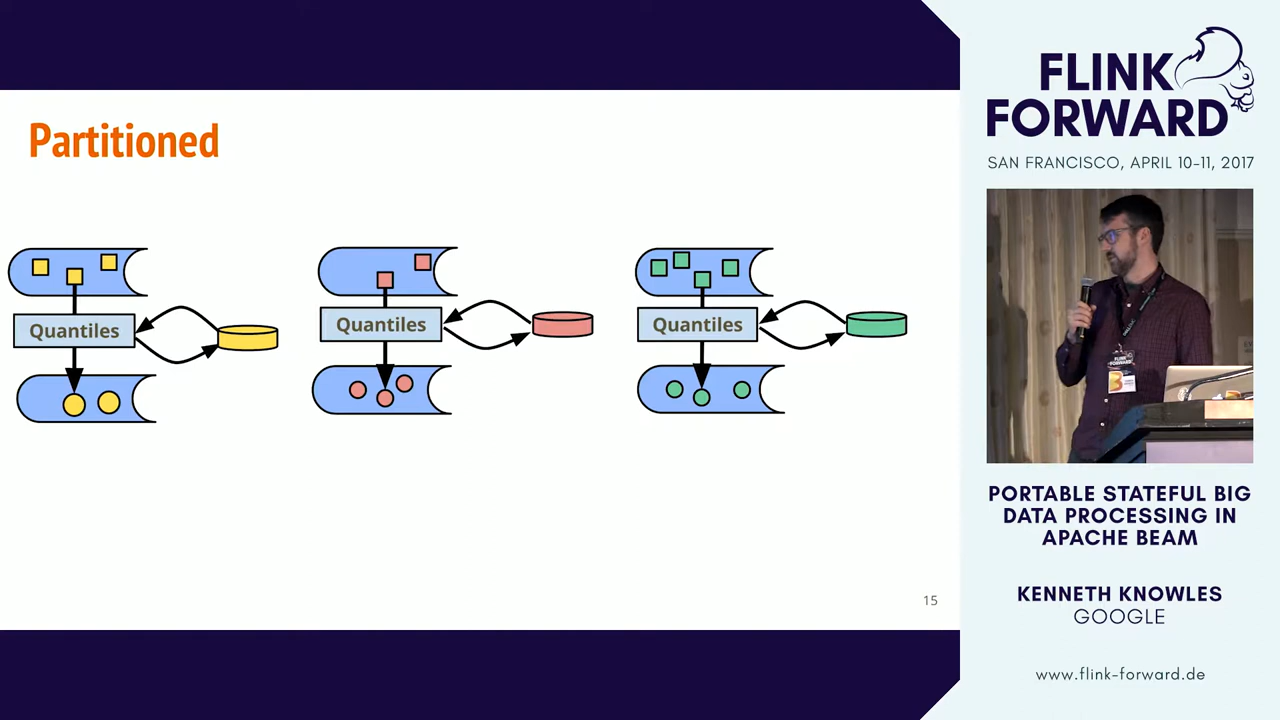 Partitioned
Quantiles
Quantiles
Quantiles
15
FLINK
FORWARD
SAN FRANCISCO, APRIL 10-11, 2017
PORTABLE STATEFUL BIG
DATA PROCESSING IN
APACHE BEAM
KENNETH KNOWLES
GOOGLE
www.flink-forward.de